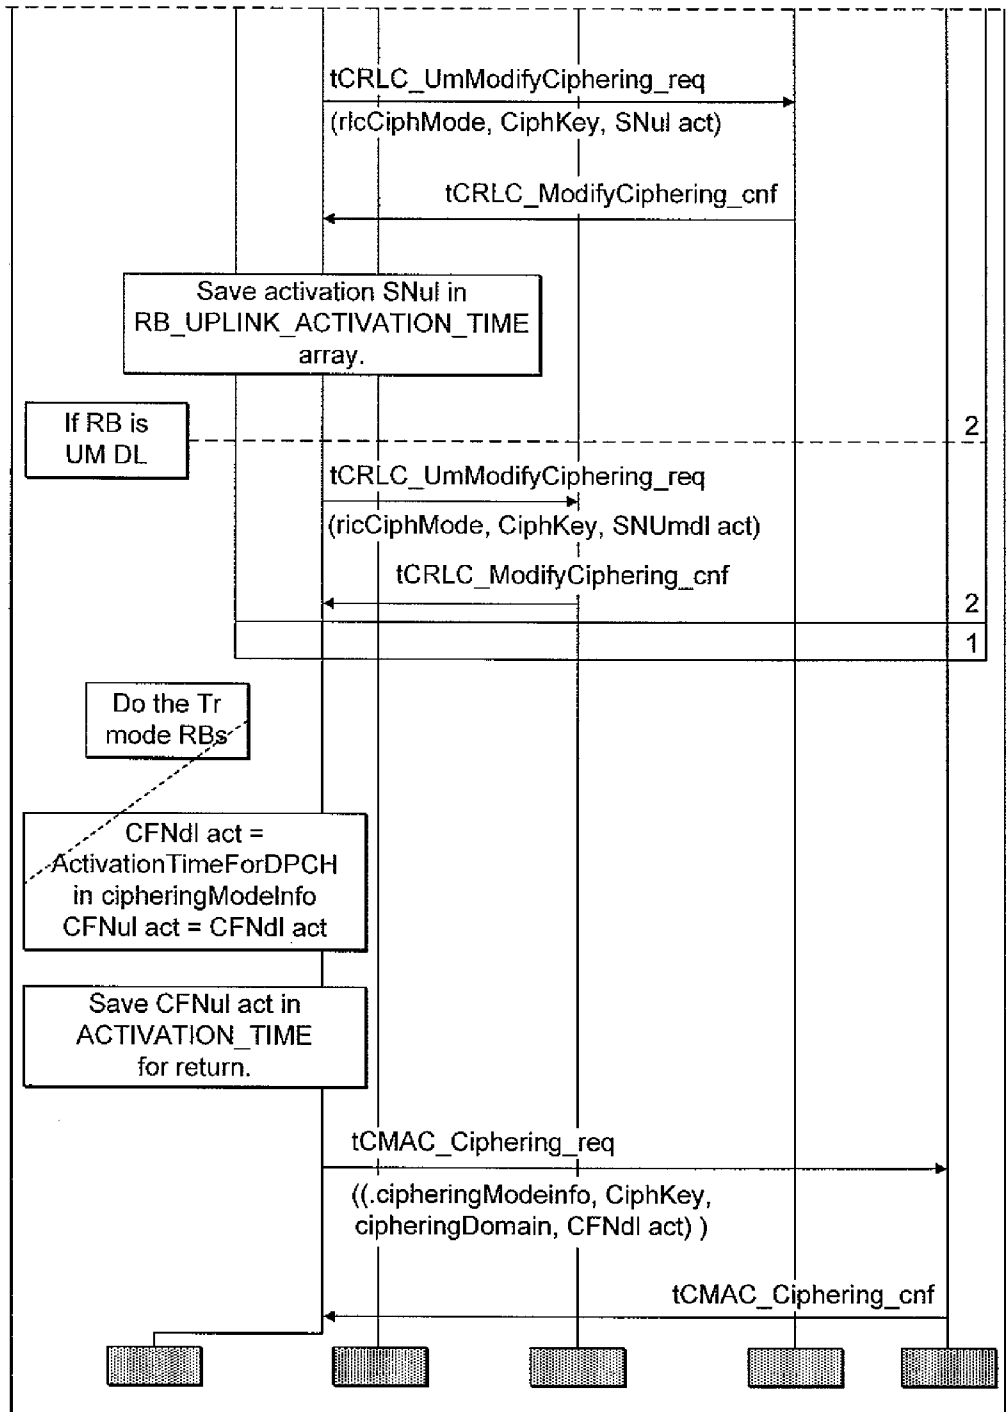 tCRLC_UmModifyCiphering_req
(rlcCiphMode, CiphKey, SNul act)
tCRLC_ModifyCiphering_cnf
Save activation SNul in
RB_UPLINK_ACTIVATION_TIME
array.
If RB is
UM DL
2
tCRLC_UmModifyCiphering_req
(ricCiphMode, CiphKey, SNUmdl act)
tCRLC_ModifyCiphering_cnf
2
1
Do the Tr
mode RBs
CFNdl act =
ActivationTimeForDPCH
in cipheringModeInfo
CFNul act = CFNdl act
Save CFNul act in
ACTIVATION_TIME
for return.
tCMAC_Ciphering_req
((.cipheringModeinfo, CiphKey,
cipheringDomain, CFNdl act) )
tCMAC_Ciphering_cnf